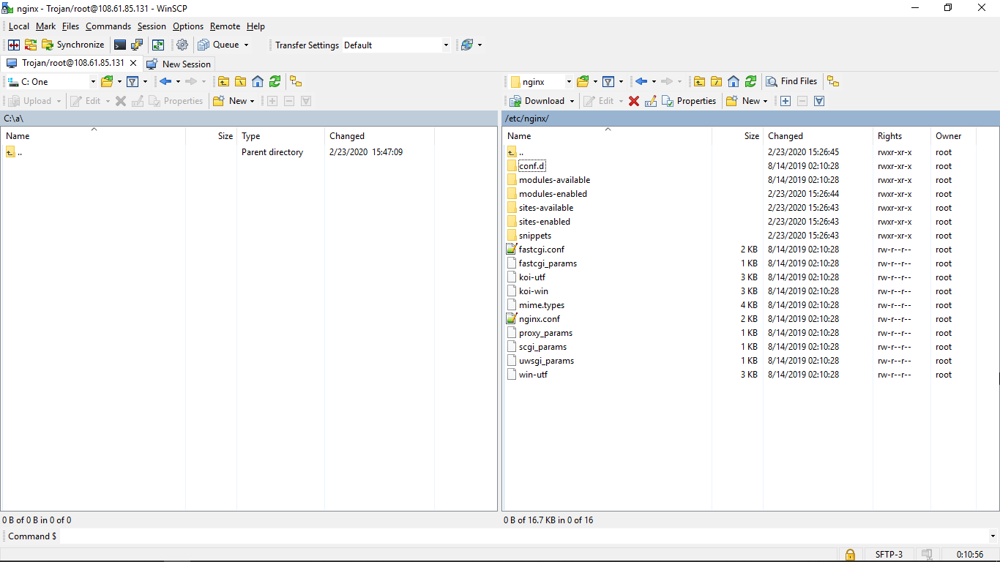 nginx - Trojan/root@108.61.85.131 - WinSCP
Local Mark Files Commands Session Options Remote Help
Synchronize Queue Transfer Settings Default
Trojan/root@108.61.85.131 New Session
C: One nginx Find Files
Upload Edit Properties New Download Edit Properties New
C:\a\ /etc/nginx/
Name Size Type Changed Name Size Changed Rights Owner
.. Parent directory 2/23/2020 15:47:09 .. 2/23/2020 15:26:45 rwxr-xr-x root
conf.d 8/14/2019 02:10:28 rwxr-xr-x root
modules-available 8/14/2019 02:10:28 rwxr-xr-x root
modules-enabled 2/23/2020 15:26:44 rwxr-xr-x root
sites-available 2/23/2020 15:26:43 rwxr-xr-x root
sites-enabled 2/23/2020 15:26:43 rwxr-xr-x root
snippets 2/23/2020 15:26:43 rwxr-xr-x root
fastcgi.conf 2 KB 8/14/2019 02:10:28 rw-r--r-- root
fastcgi_params 1 KB 8/14/2019 02:10:28 rw-r--r-- root
koi-utf 3 KB 8/14/2019 02:10:28 rw-r--r-- root
koi-win 3 KB 8/14/2019 02:10:28 rw-r--r-- root
mime.types 4 KB 8/14/2019 02:10:28 rw-r--r-- root
nginx.conf 2 KB 8/14/2019 02:10:28 rw-r--r-- root
proxy_params 1 KB 8/14/2019 02:10:28 rw-r--r-- root
scgi_params 1 KB 8/14/2019 02:10:28 rw-r--r-- root
uwsgi_params 1 KB 8/14/2019 02:10:28 rw-r--r-- root
win-utf 3 KB 8/14/2019 02:10:28 rw-r--r-- root
0 B of 0 B in 0 of 0 0 B of 16.7 KB in 0 of 16
Command $
SFTP-3 0:10:56